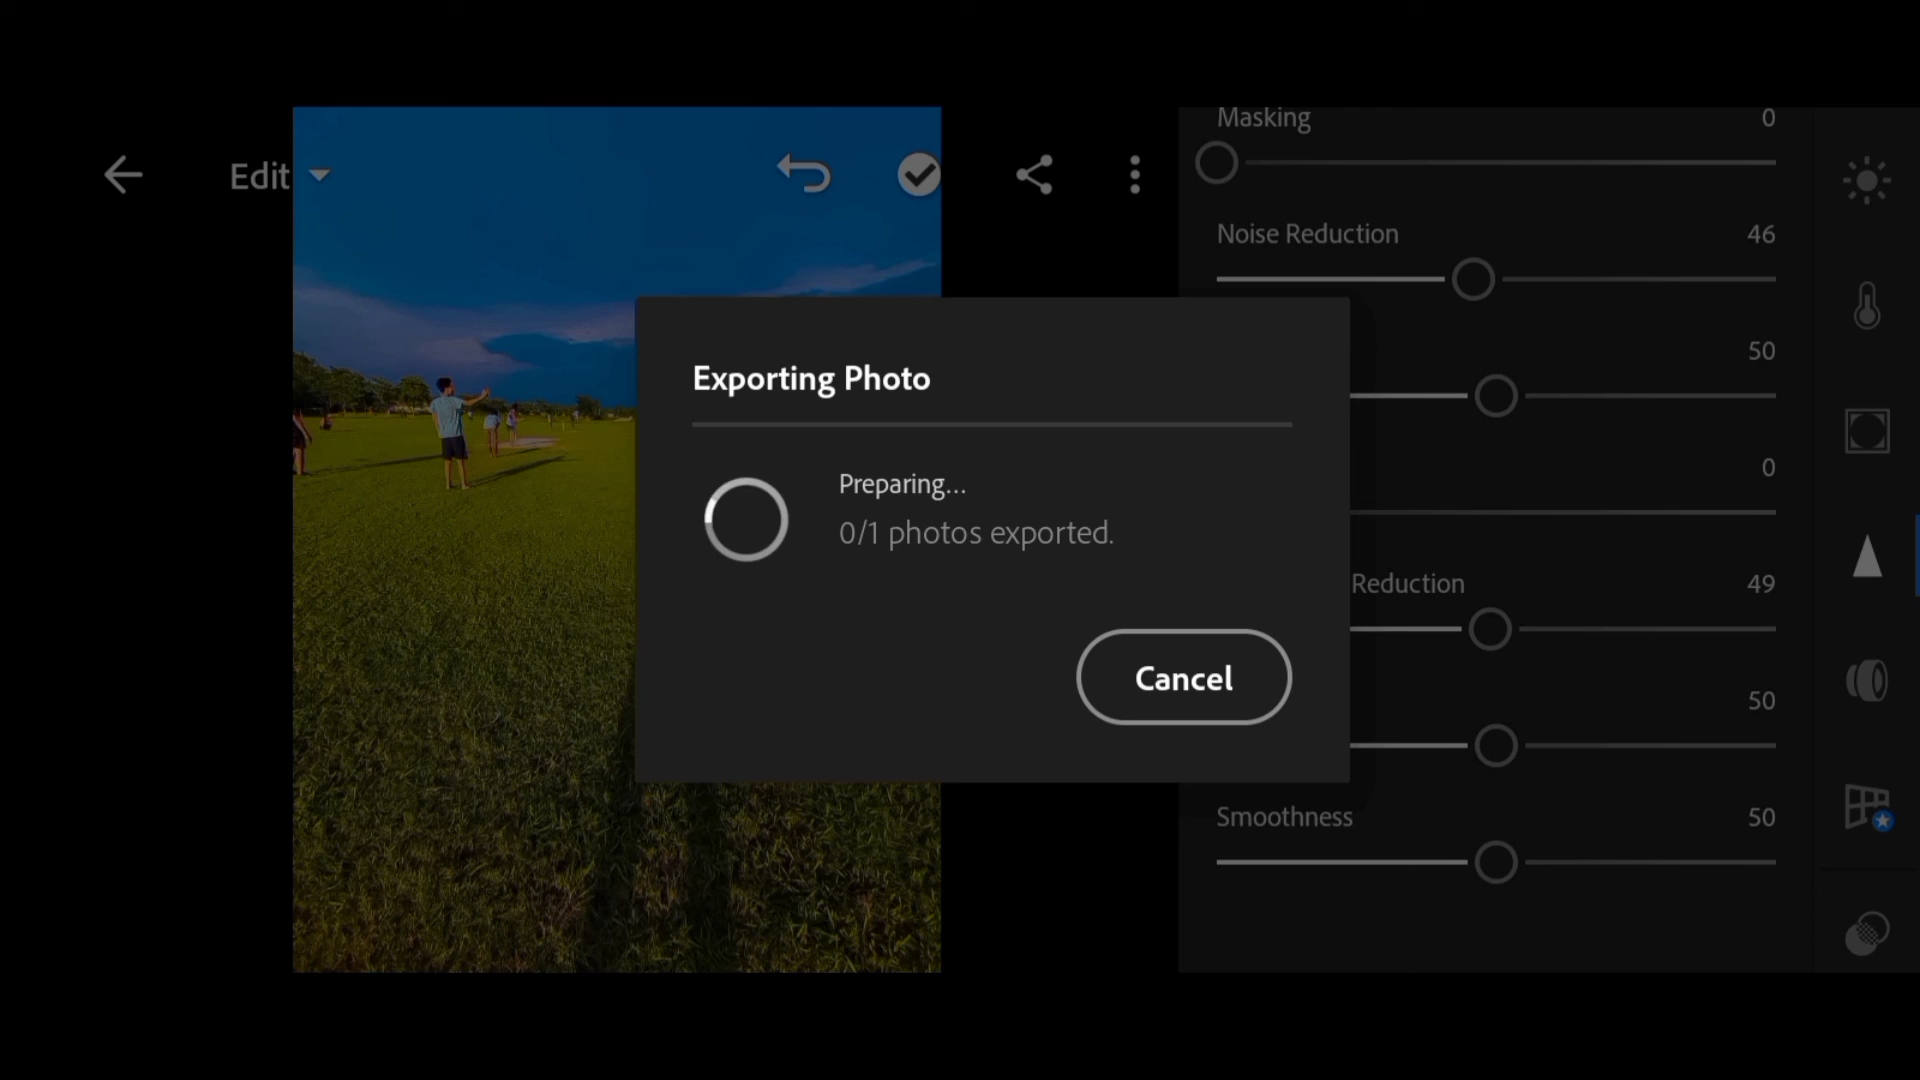 Edit
Masking 0
Noise Reduction 46
50
0
Reduction 49
50
Smoothness 50
Exporting Photo
Preparing...
0/1 photos exported.
Cancel